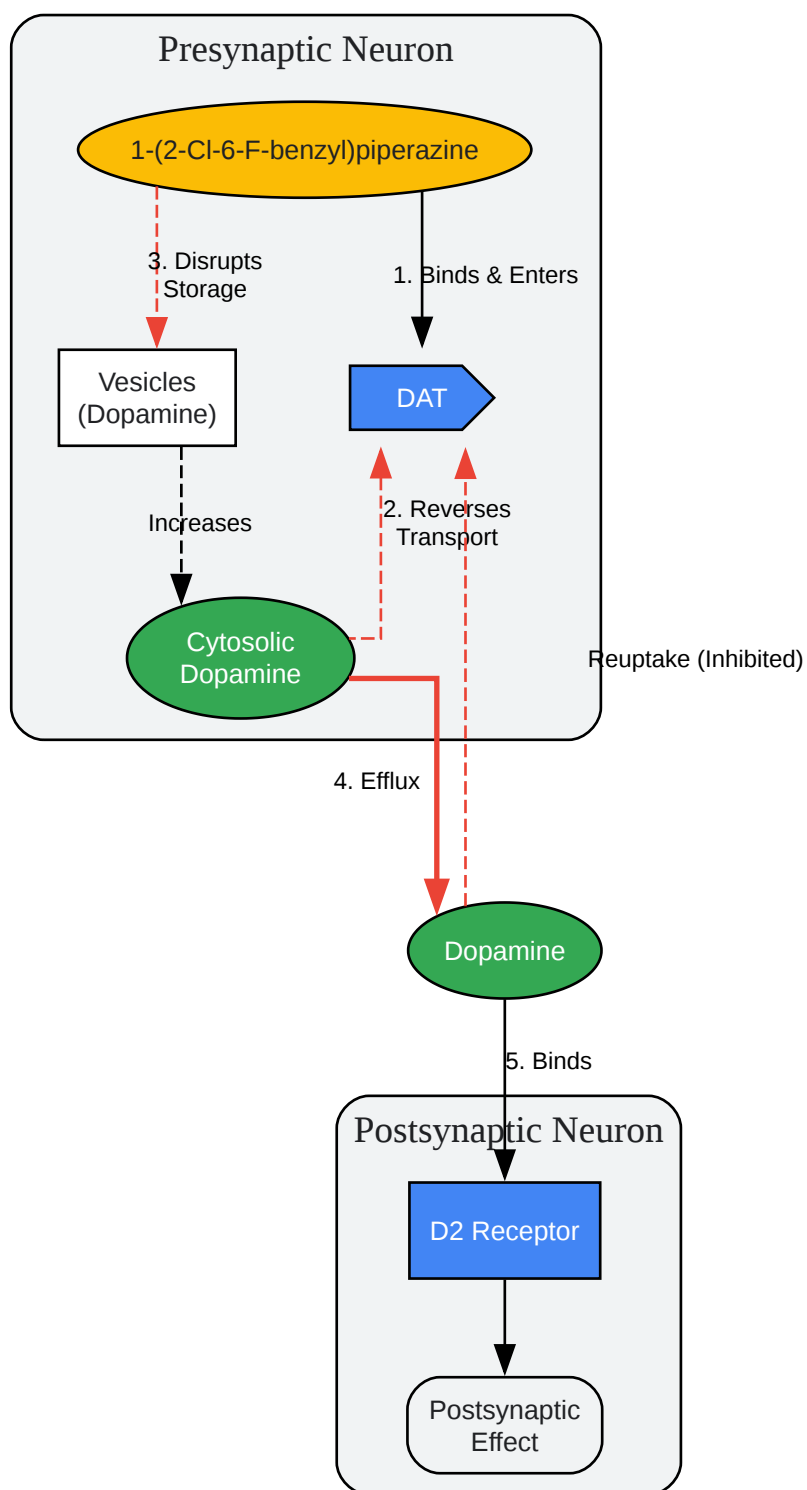 Presynaptic Neuron
1-(2-Cl-6-F-benzyl)piperazine
3. Disrupts
Storage
1. Binds & Enters
Vesicles
(Dopamine)
DAT
Increases
2. Reverses
Transport
Cytosolic
Dopamine
Reuptake (Inhibited)
4. Efflux
Dopamine
5. Binds
Postsynaptic Neuron
D2 Receptor
Postsynaptic
Effect